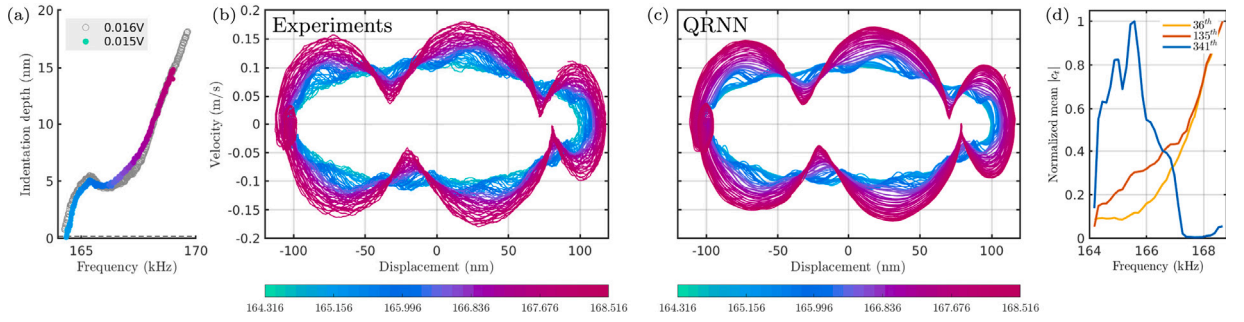 (a)
0.016V
0.015V
Indentation depth (nm)
20
15
10
5
0
165
170
Frequency (kHz)
(b)
Experiments
Velocity (m/s)
0.2
0.15
0.1
0.05
0
-0.05
-0.1
-0.15
-0.2
-100
-50
0
50
100
Displacement (nm)
164.316
165.156
165.996
166.836
167.676
168.516
(c)
QRNN
-100
-50
0
50
100
Displacement (nm)
164.316
165.156
165.996
166.836
167.676
168.516
(d)
36th
135th
341th
Normalized mean |ct|
1
0.8
0.6
0.4
0.2
0
164
166
168
Frequency (kHz)